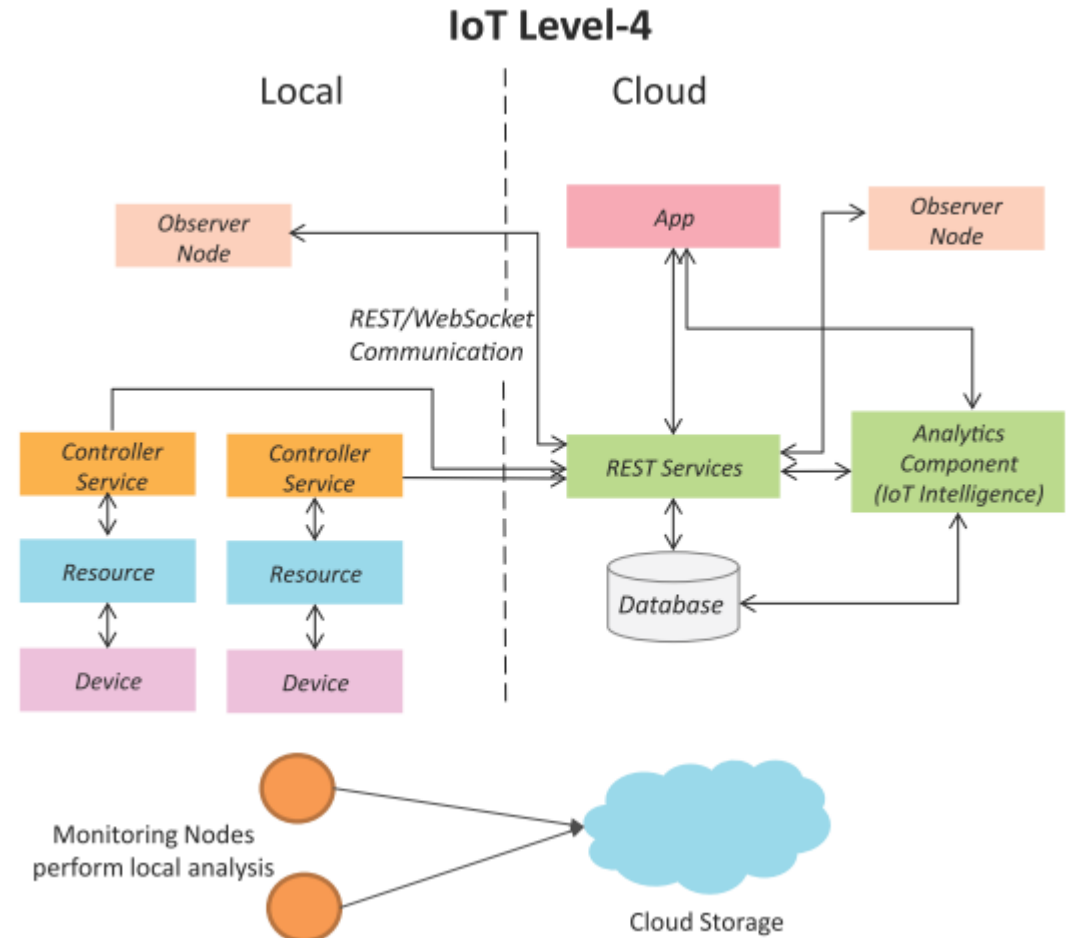 IoT Level-4
Local
Cloud
Observer
Node
App
Observer
Node
REST/WebSocket
Communication
Controller
Service
Controller
Service
REST Services
Analytics
Component
(IoT Intelligence)
Resource
Resource
Database
Device
Device
Monitoring Nodes
perform local analysis
Cloud Storage